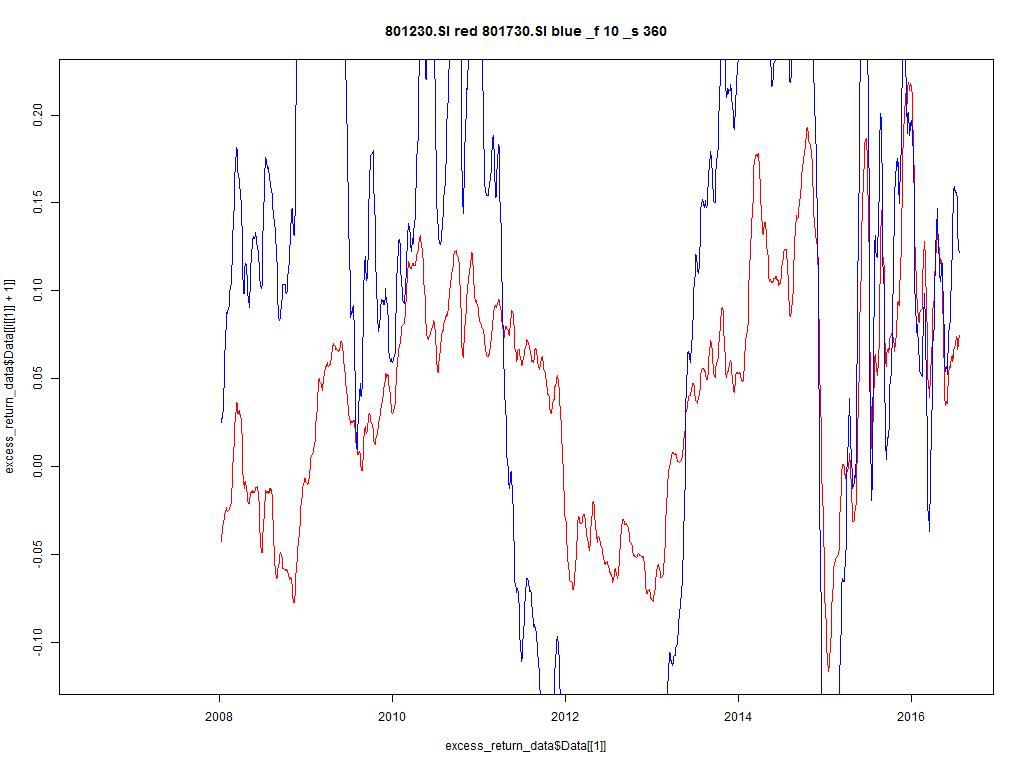 801230.SI red 801730.SI blue _f 10 _s 360
excess_return_data$Data[[i[[1]] + 1]]
0.20
0.15
0.10
0.05
0.00
-0.05
-0.10
2008 2010 2012 2014 2016
excess_return_data$Data[[1]]